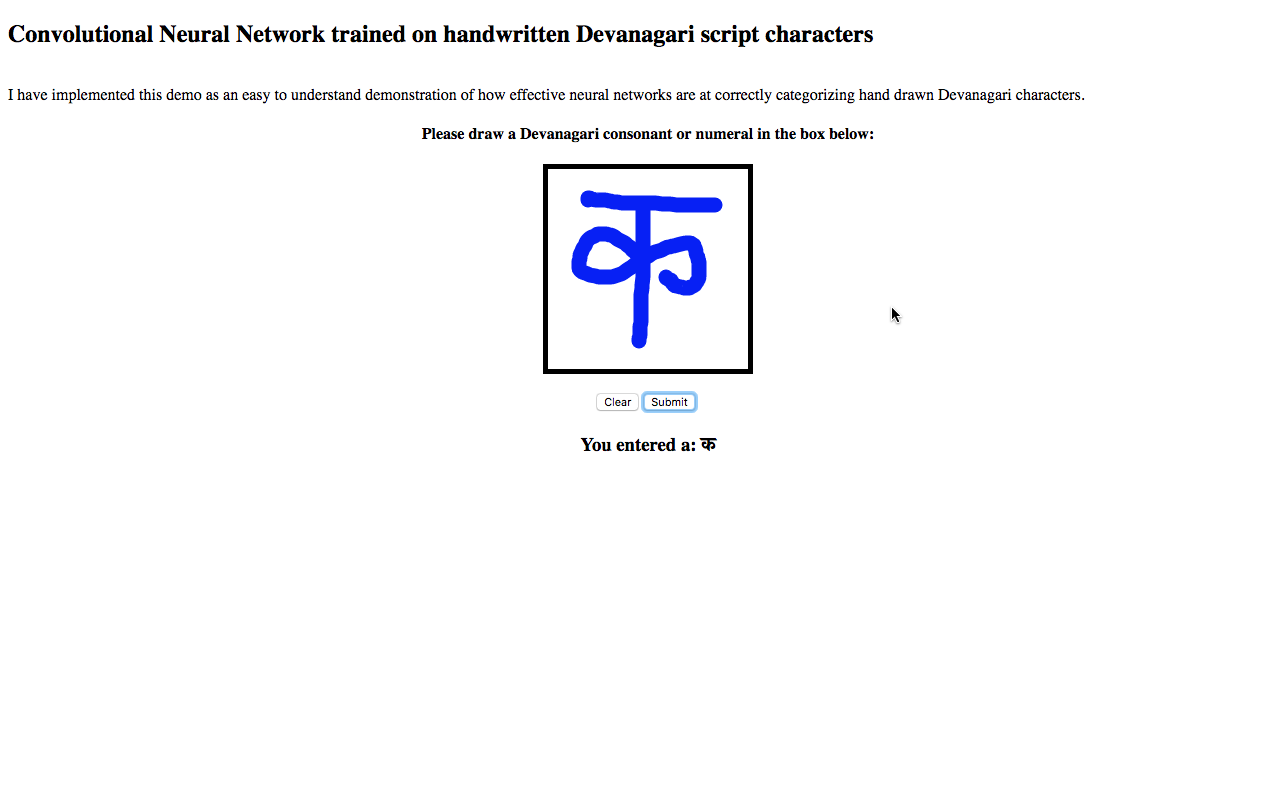 Convolutional Neural Network trained on handwritten Devanagari script characters
I have implemented this demo as an easy to understand demonstration of how effective neural networks are at correctly categorizing hand drawn Devanagari characters.
Please draw a Devanagari consonant or numeral in the box below:
क
Clear Submit
You entered a: क